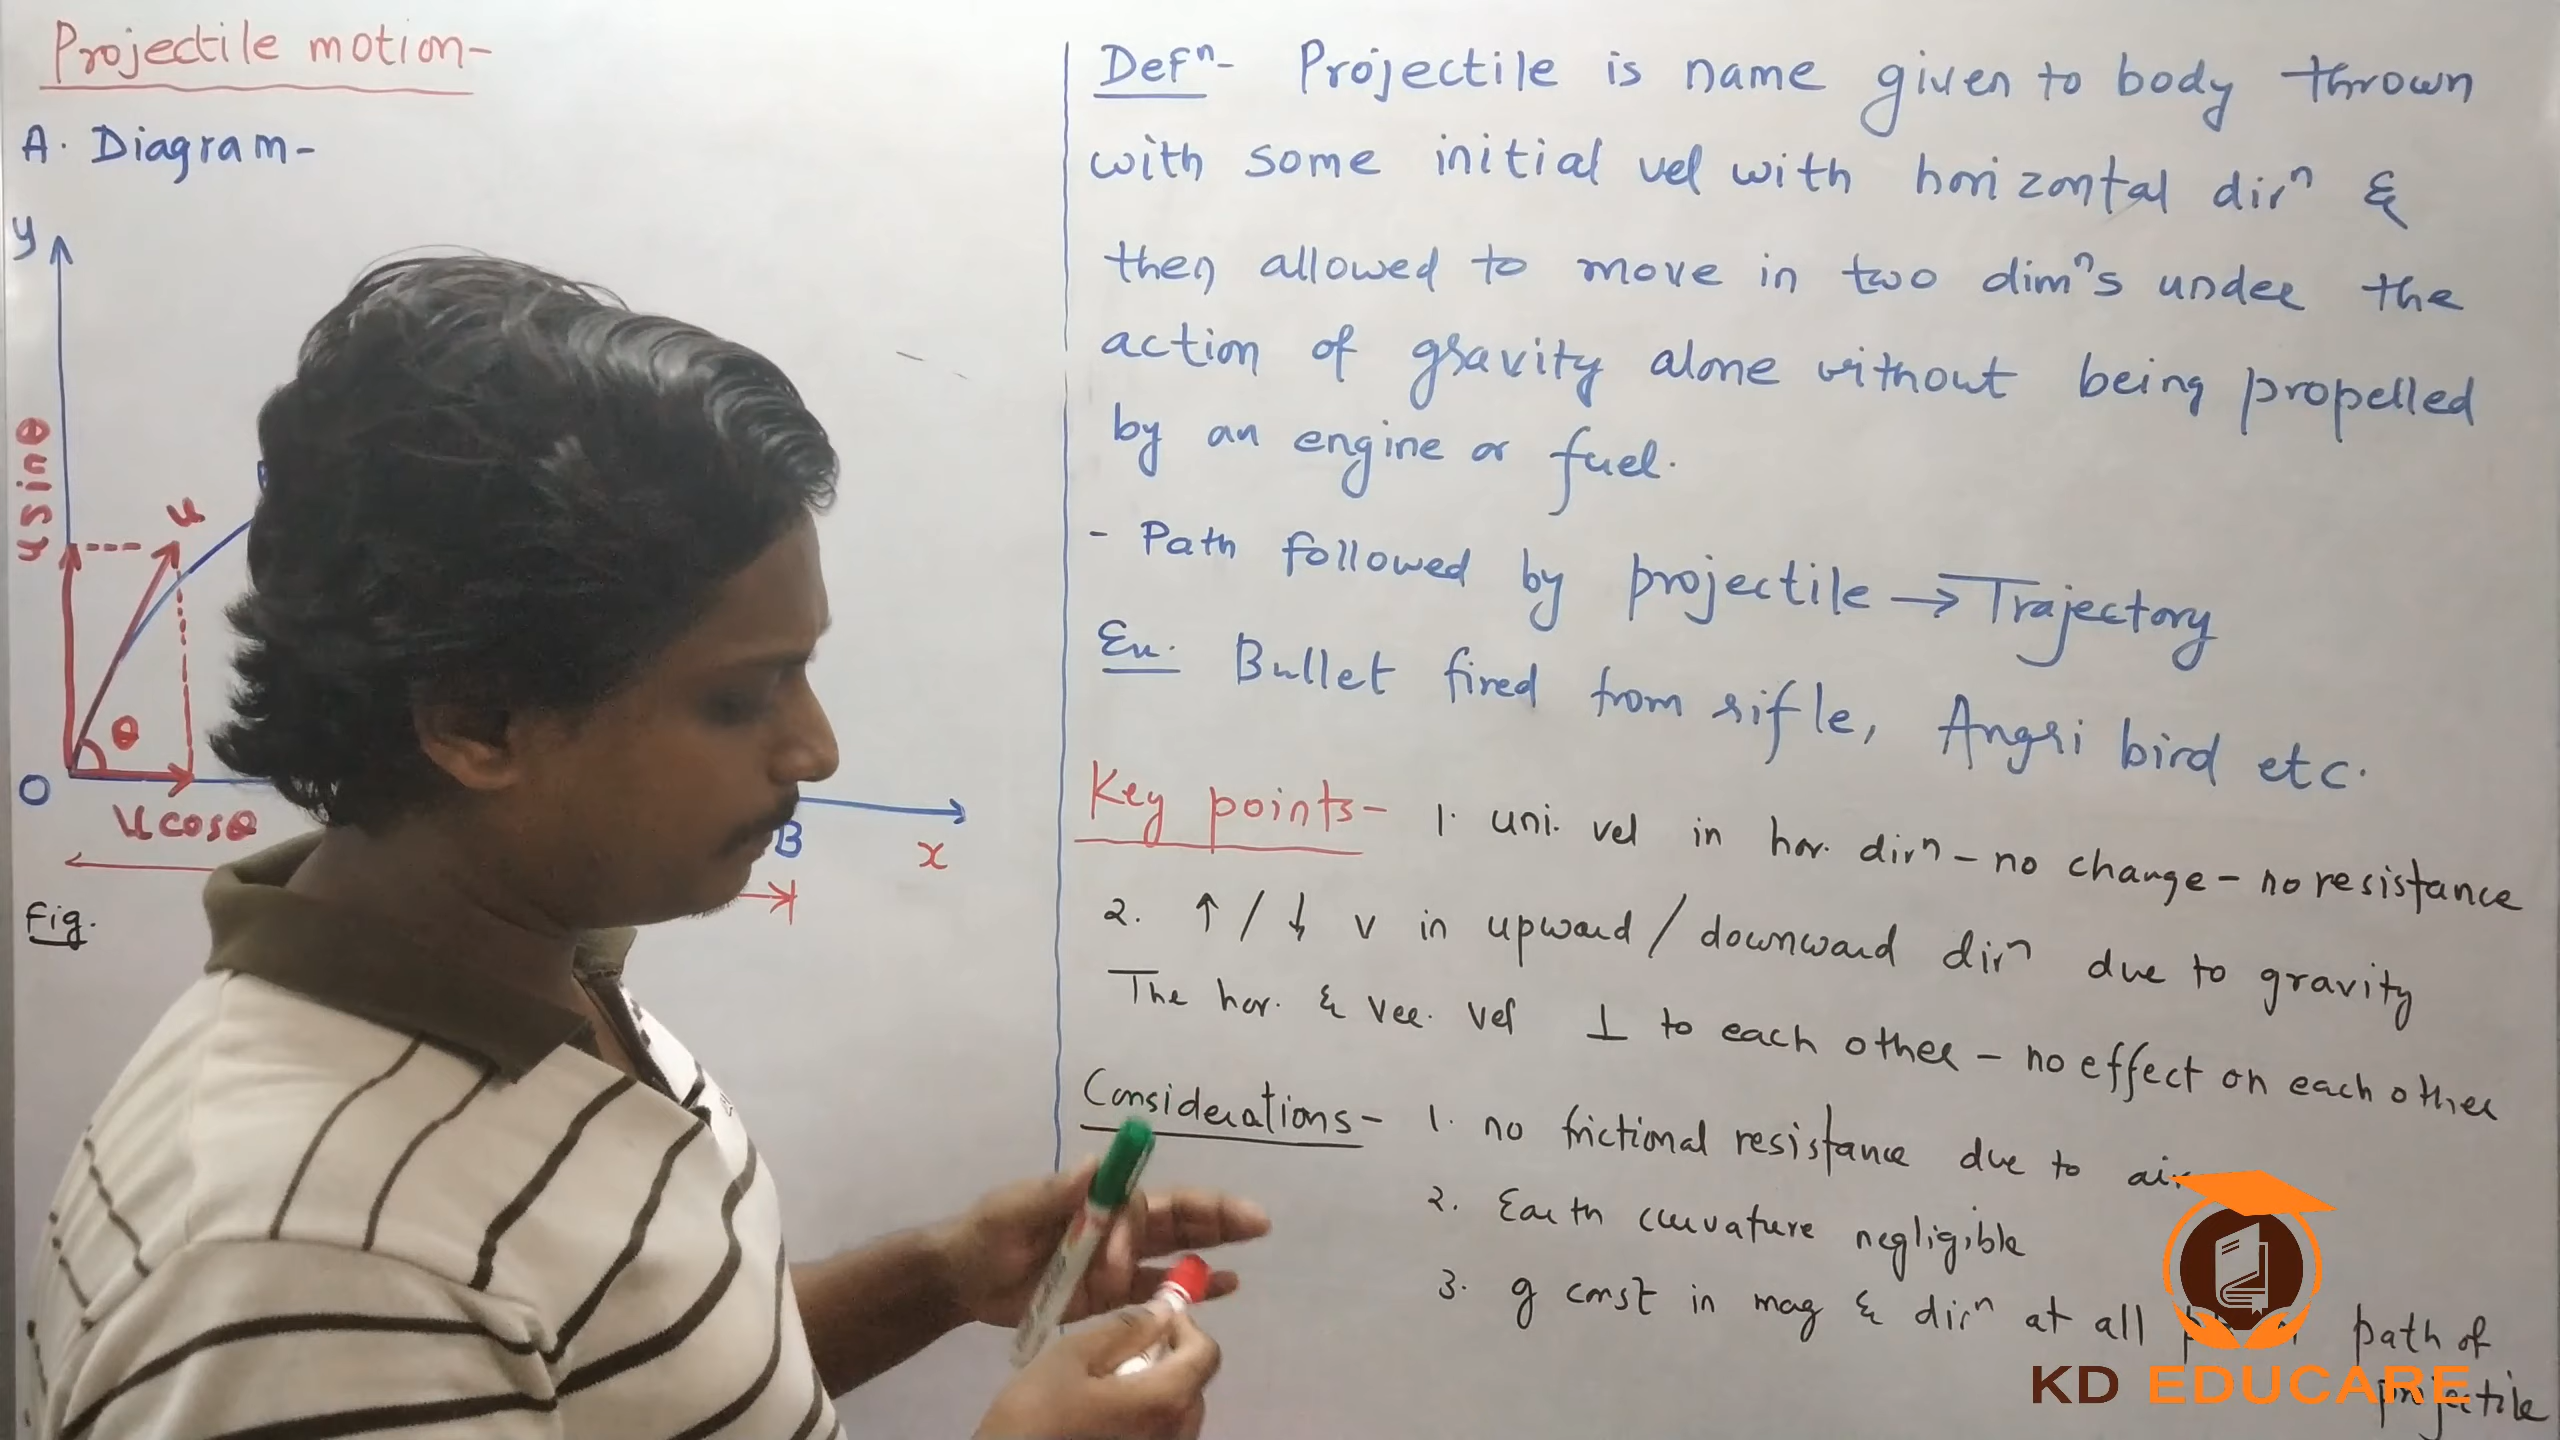 Projectile motion-
A. Diagram-
y
u sinθ
u
θ
O
u cosθ
B
x
Fig.
Defⁿ- Projectile is name given to body thrown
with some initial vel with horizontal dirⁿ &
then allowed to move in two dimⁿs under the
action of gravity alone without being propelled
by an engine or fuel.
- Path followed by projectile → Trajectory
Ex. Bullet fired from rifle, Angri bird etc.
Key points- 1. uni. vel in hor. dirⁿ - no change - no resistance
2. ↑ / ↓ v in upward / downward dirⁿ due to gravity
The hor. & ver. vel ⊥ to each other - no effect on each other
Considerations- 1. no frictional resistance due to air
2. Earth curvature negligible
3. g const in mag & dirⁿ at all path of
projectile
KD EDUCARE